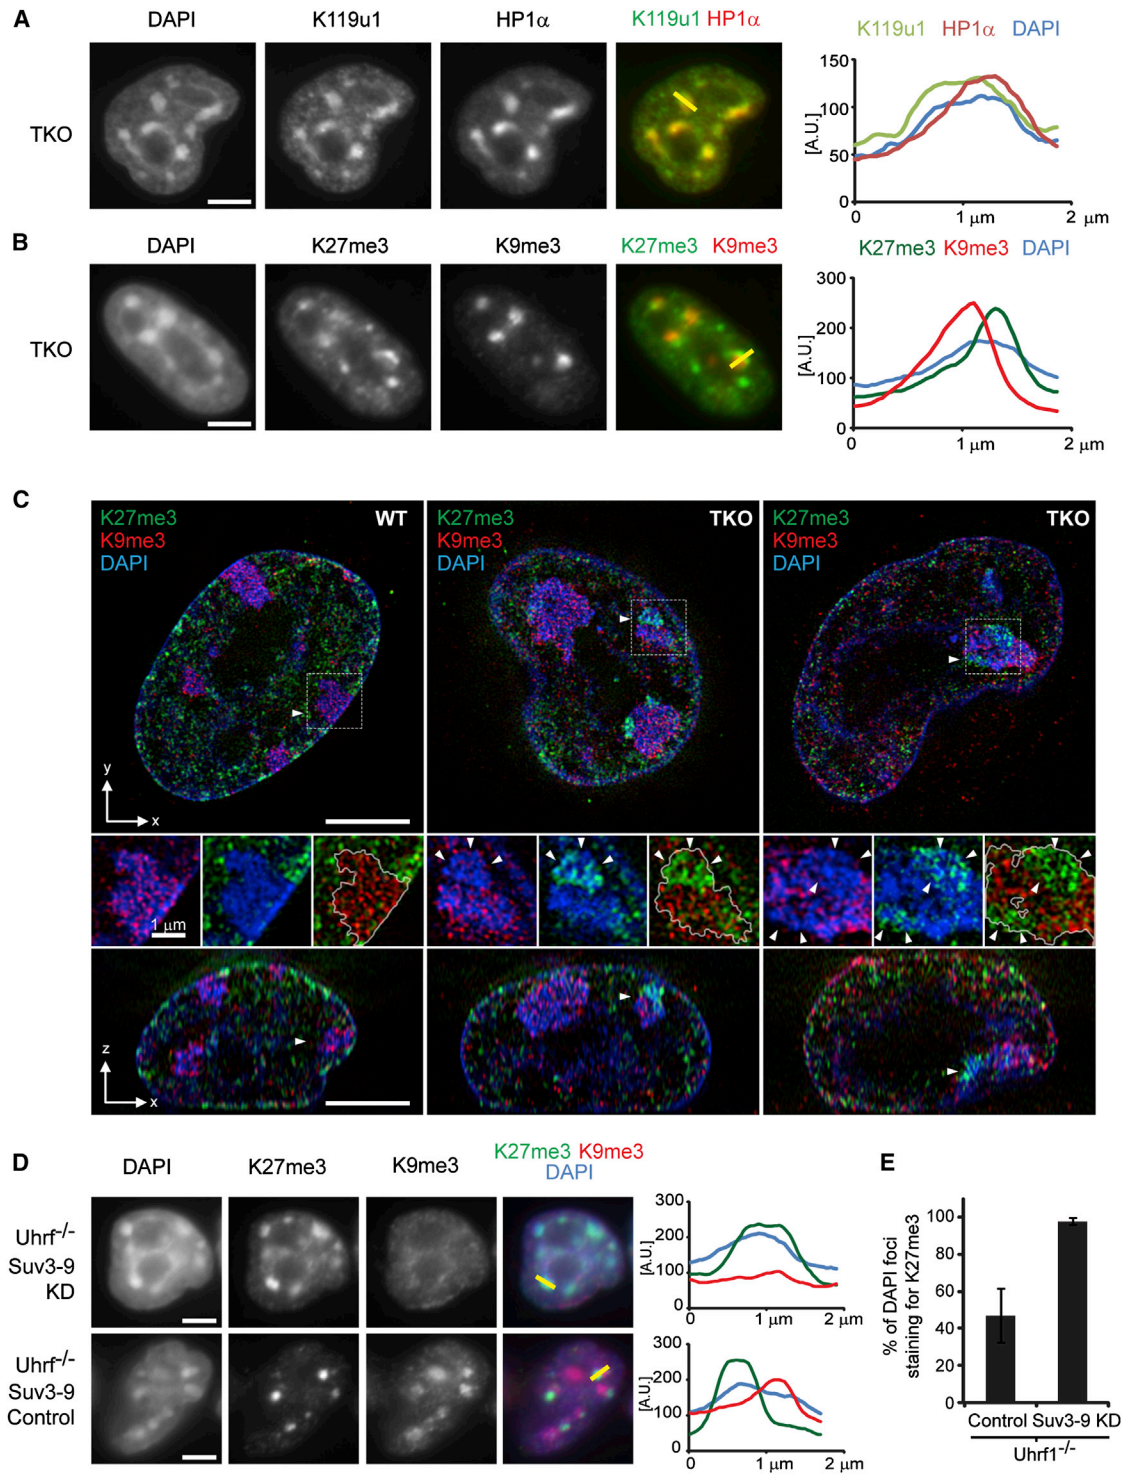 A
DAPI K119u1 HP1α K119u1 HP1α
K119u1 HP1α DAPI
TKO
[A.U.]
150
100
50
0
0 1 μm 2 μm
B
DAPI K27me3 K9me3 K27me3 K9me3
K27me3 K9me3 DAPI
TKO
[A.U.]
300
200
100
0
0 1 μm 2 μm
C
K27me3
K9me3
DAPI
WT
K27me3
K9me3
DAPI
TKO
K27me3
K9me3
DAPI
TKO
y
x
1 μm
z
x
D
DAPI K27me3 K9me3 K27me3 K9me3
DAPI
Uhrf-/-
Suv3-9
KD
[A.U.]
300
200
100
0
0 1 μm 2 μm
Uhrf-/-
Suv3-9
Control
[A.U.]
300
200
100
0
0 1 μm 2 μm
E
% of DAPI foci
staining for K27me3
100
80
60
40
20
0
Control Suv3-9 KD
Uhrf1-/-